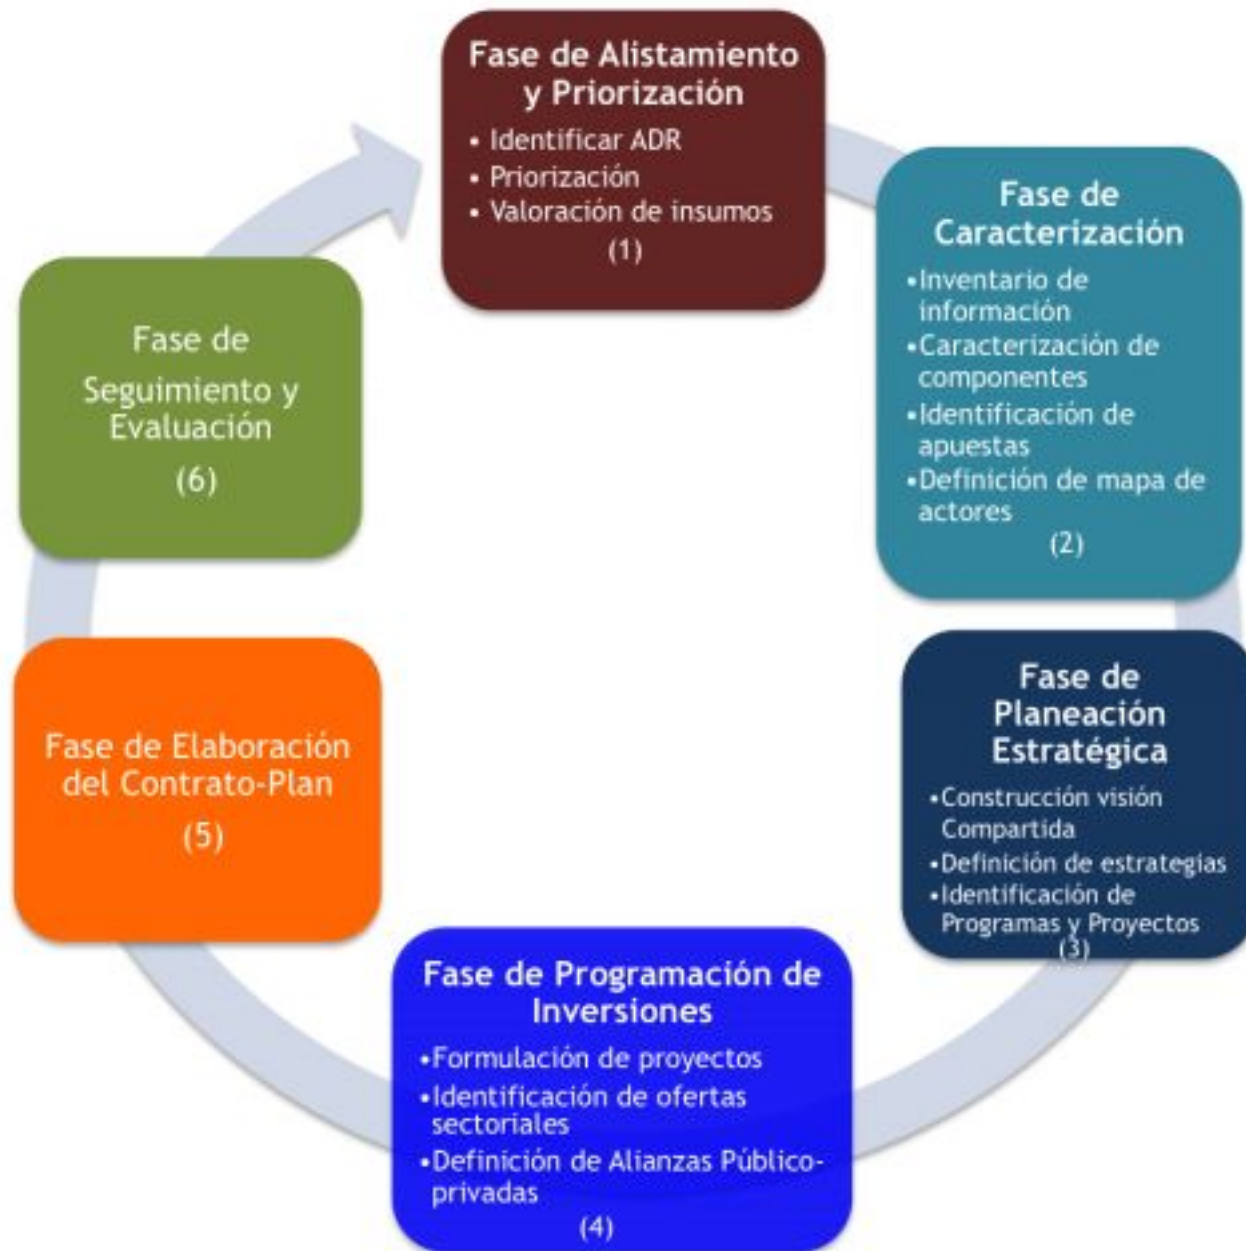 Fase de Alistamiento
y Priorización
• Identificar ADR
• Priorización
• Valoración de insumos
(1)
Fase de
Caracterización
•Inventario de
información
•Caracterización de
componentes
•Identificación de
apuestas
•Definición de mapa de
actores
(2)
Fase de
Planeación
Estratégica
•Construcción visión
Compartida
•Definición de estrategias
•Identificación de
Programas y Proyectos
(3)
Fase de Programación de
Inversiones
•Formulación de proyectos
•Identificación de ofertas
sectoriales
•Definición de Alianzas Público-
privadas
(4)
Fase de Elaboración
del Contrato-Plan
(5)
Fase de
Seguimiento y
Evaluación
(6)